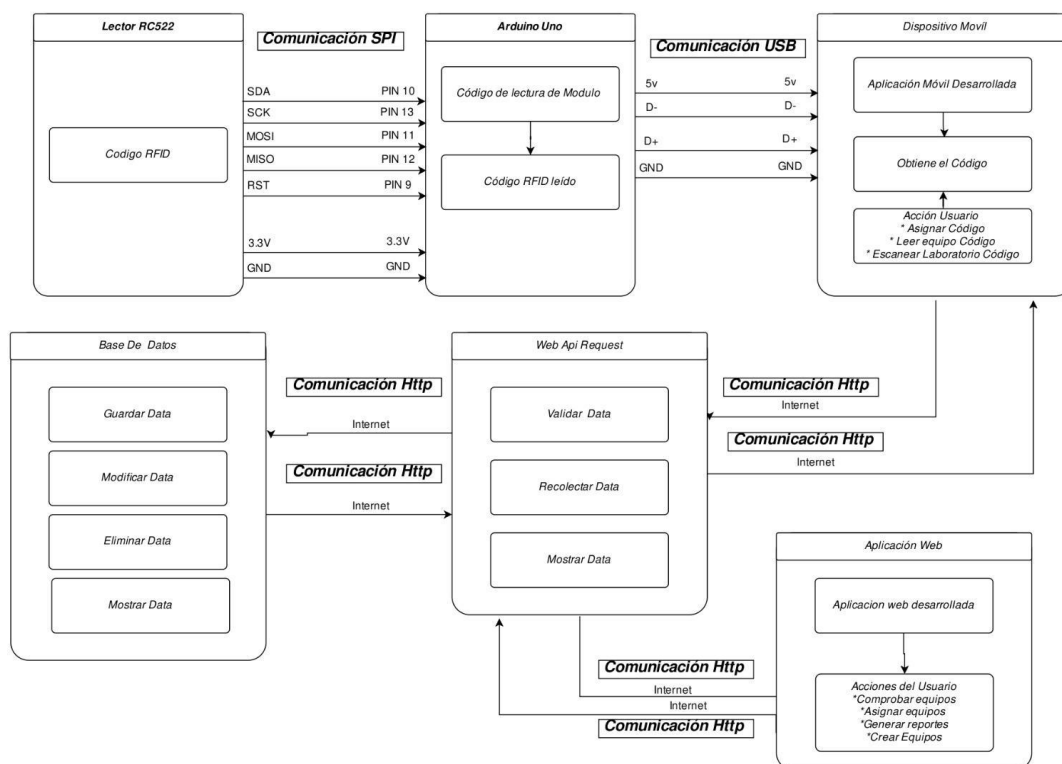 Lector RC522
Codigo RFID
Comunicación SPI
SDA PIN 10
SCK PIN 13
MOSI PIN 11
MISO PIN 12
RST PIN 9
3.3V 3.3V
GND GND
Arduino Uno
Código de lectura de Modulo
Código RFID leído
Comunicación USB
5v 5v
D- D-
D+ D+
GND GND
Dispositivo Movíl
Aplicación Móvil Desarrollada
Obtiene el Código
Acción Usuario
* Asignar Código
* Leer equipo Código
* Escanear Laboratorio Código
Base De Datos
Guardar Data
Modificar Data
Eliminar Data
Mostrar Data
Comunicación Http
Internet
Comunicación Http
Internet
Web Api Request
Validar Data
Recolectar Data
Mostrar Data
Comunicación Http
Internet
Comunicación Http
Internet
Aplicación Web
Aplicacion web desarrollada
Acciones del Usuario
*Comprobar equipos
*Asignar equipos
*Generar reportes
*Crear Equipos
Comunicación Http
Internet
Internet
Comunicación Http